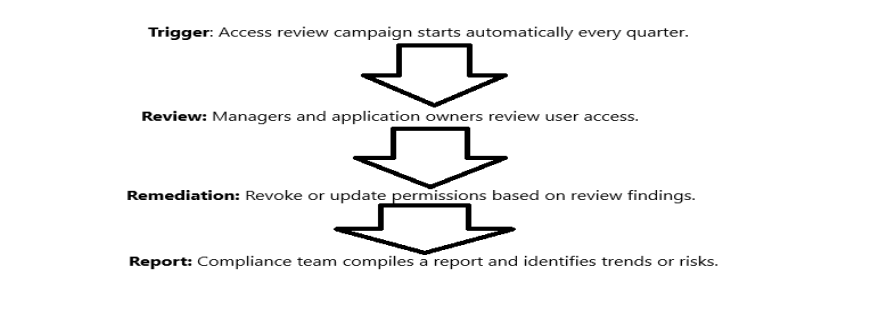 Trigger: Access review campaign starts automatically every quarter.
Review: Managers and application owners review user access.
Remediation: Revoke or update permissions based on review findings.
Report: Compliance team compiles a report and identifies trends or risks.